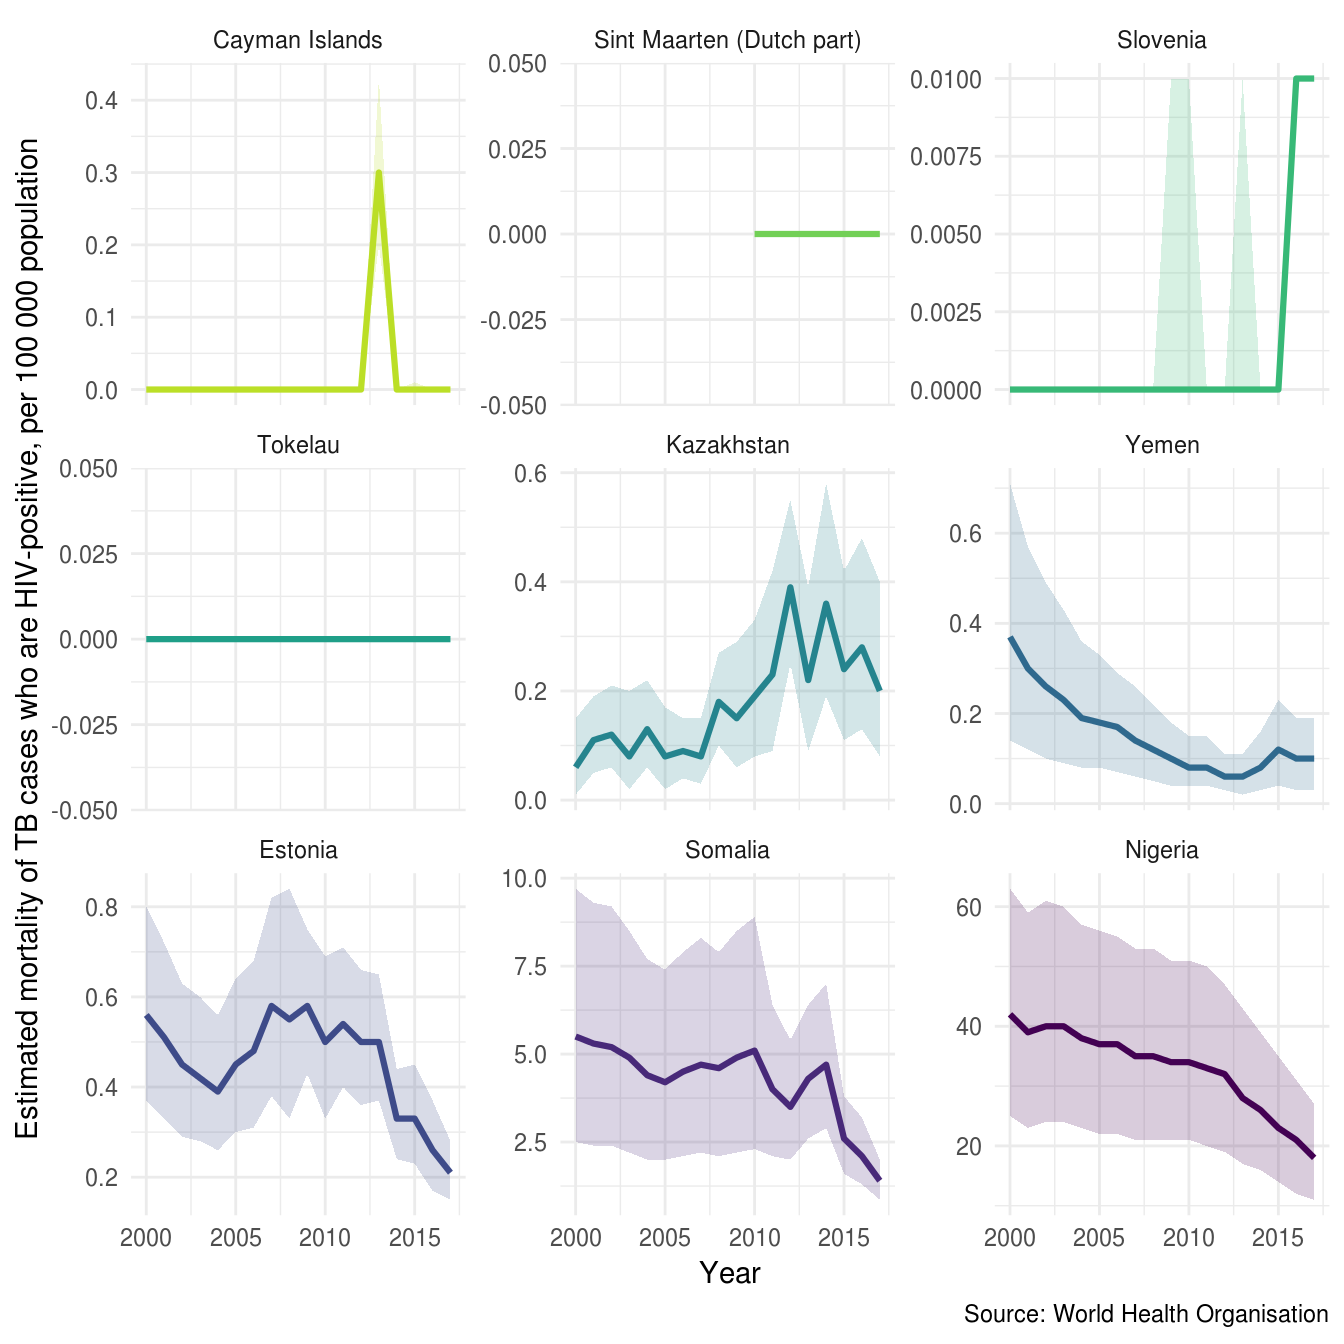 Cayman Islands
Sint Maarten (Dutch part)
Slovenia
0.4
0.3
0.2
0.1
0.0
0.050
0.025
0.000
-0.025
-0.050
0.0100
0.0075
0.0050
0.0025
0.0000
Estimated mortality of TB cases who are HIV-positive, per 100 000 population
Tokelau
Kazakhstan
Yemen
0.050
0.025
0.000
-0.025
-0.050
0.6
0.4
0.2
0.0
0.6
0.4
0.2
0.0
Estonia
Somalia
Nigeria
0.8
0.6
0.4
0.2
10.0
7.5
5.0
2.5
60
40
20
2000 2005 2010 2015
2000 2005 2010 2015
2000 2005 2010 2015
Year
Source: World Health Organisation